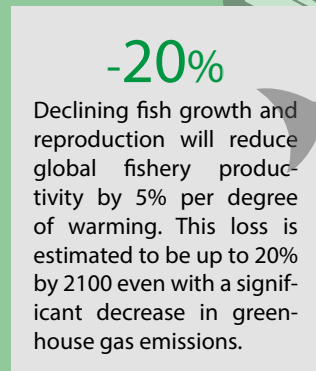 -20%
Declining fish growth and
reproduction will reduce
global fishery produc-
tivity by 5% per degree
of warming. This loss is
estimated to be up to 20%
by 2100 even with a signif-
icant decrease in green-
house gas emissions.